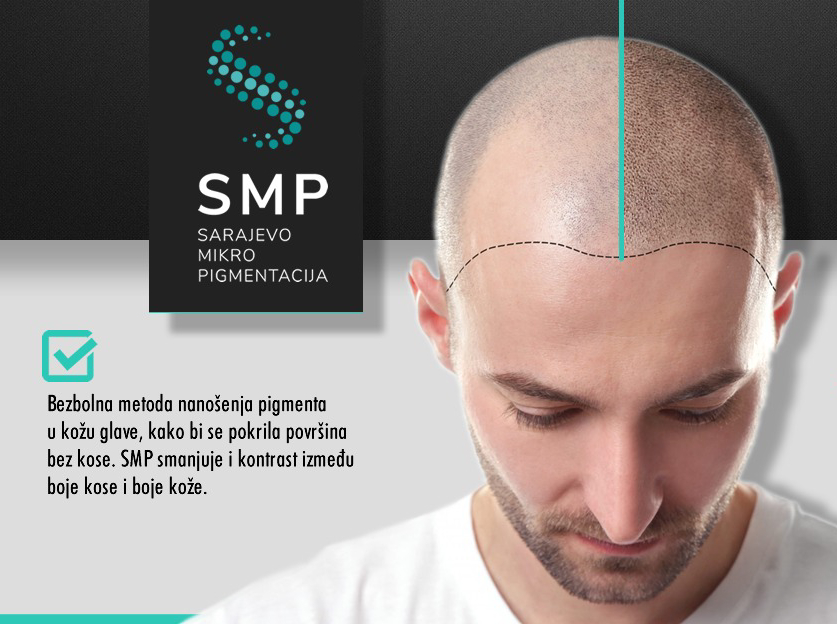 SMP
SARAJEVO
MIKRO
PIGMENTACIJA
Bezbolna metoda nanošenja pigmenta
u kožu glave, kako bi se pokrila površina
bez kose. SMP smanjuje i kontrast između
boje kose i boje kože.